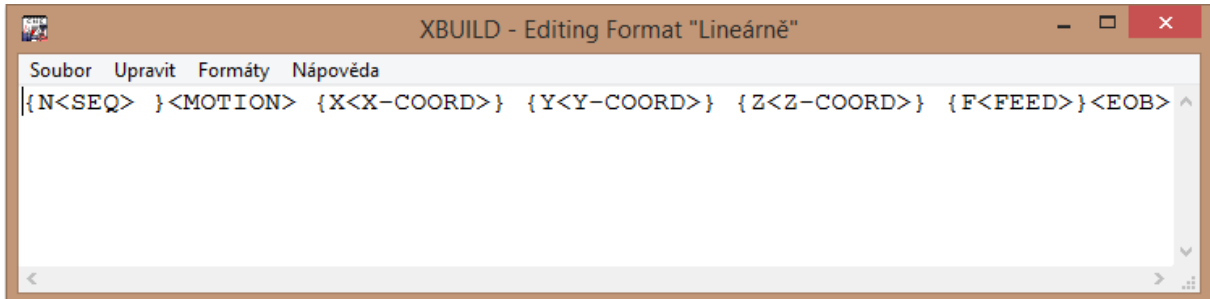 XBUILD - Editing Format "Lineárně"
Soubor Upravit Formáty Nápověda
{N<SEQ> }<MOTION> {X<X-COORD>} {Y<Y-COORD>} {Z<Z-COORD>} {F<FEED>}<EOB>